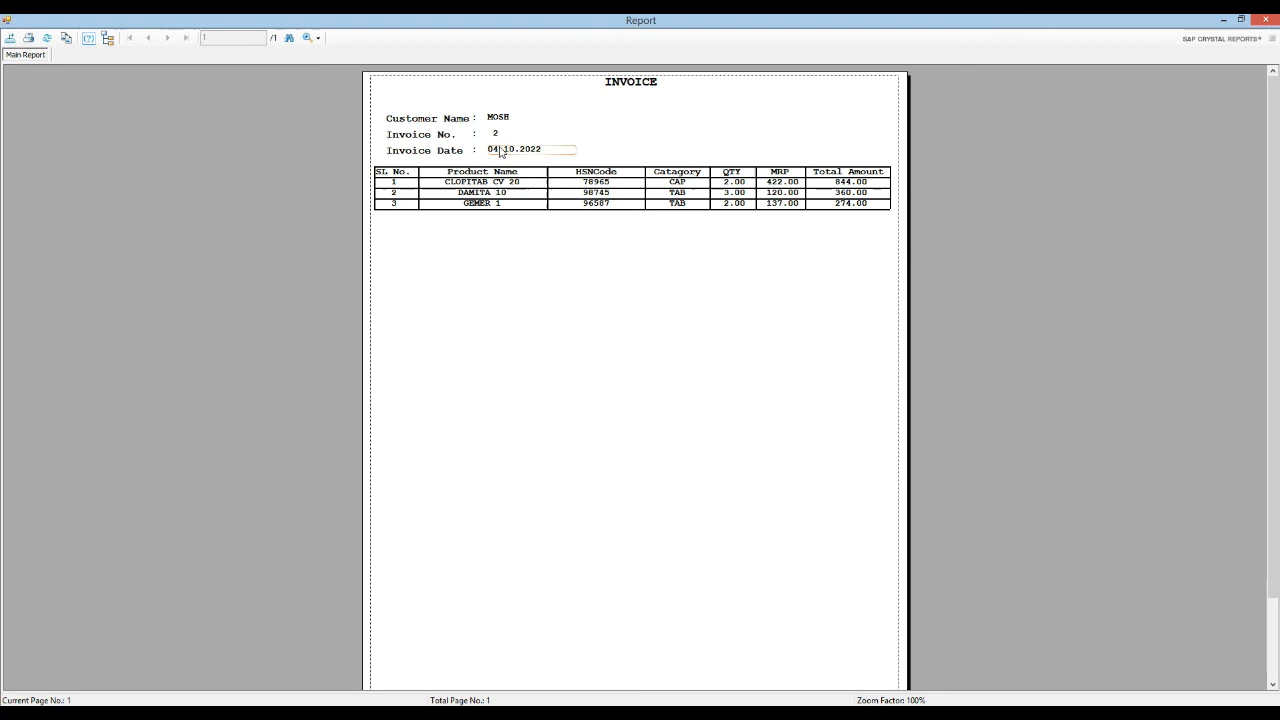 Report
1 /1 SAP CRYSTAL REPORTS®
Main Report
INVOICE
Customer Name : MOSH
Invoice No. : 2
Invoice Date : 04.10.2022
SL No. Product Name HSNCode Catagory QTY MRP Total Amount
1 CLOPITAB CV 20 78965 CAP 2.00 422.00 844.00
2 DAMITA 10 98745 TAB 3.00 120.00 360.00
3 GEMER 1 96587 TAB 2.00 137.00 274.00
Current Page No.: 1 Total Page No.: 1 Zoom Factor: 100%